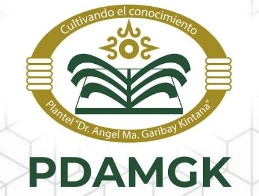 Cultivando el conocimiento
Plantel "Dr. Angel Ma. Garibay Kintana"
PDAMGK